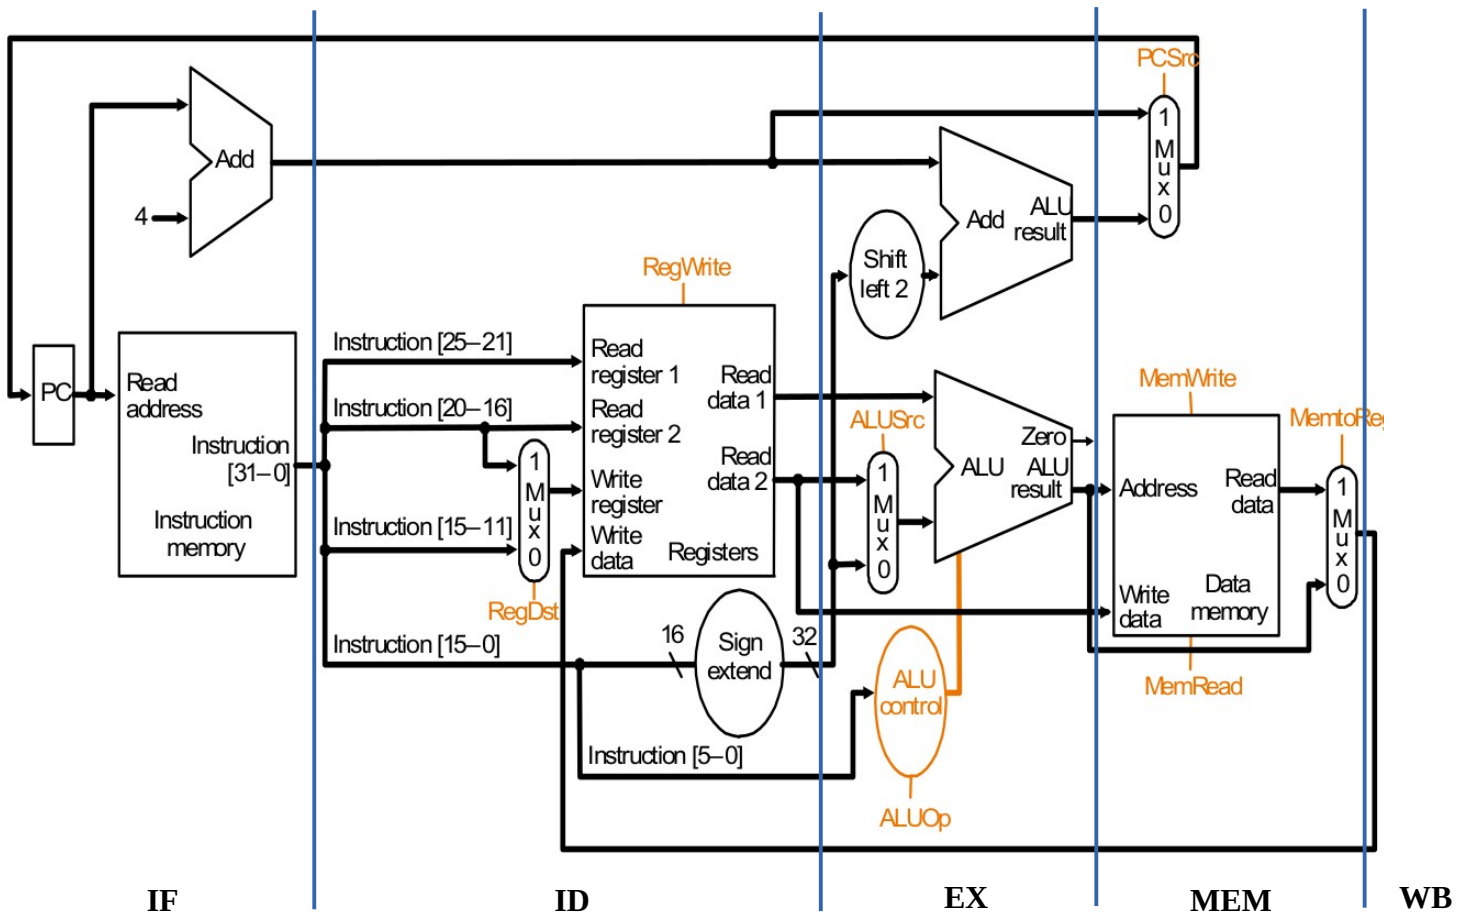 PCSrc
1
M
u
x
0
Add
4
Add
ALU
result
Shift
left 2
RegWrite
PC
Read
address
Instruction
[31–0]
Instruction
memory
Instruction [25–21]
Instruction [20–16]
Instruction [15–11]
Instruction [15–0]
Instruction [5–0]
1
M
u
x
0
RegDst
Read
register 1
Read
register 2
Write
register
Write
data
Read
data 1
Read
data 2
Registers
16
Sign
extend
32
ALUSrc
1
M
u
x
0
Zero
ALU
ALU
result
ALU
control
ALUOp
MemWrite
Address
Read
data
Write
data
Data
memory
MemRead
MemtoReg
1
M
u
x
0
IF
ID
EX
MEM
WB